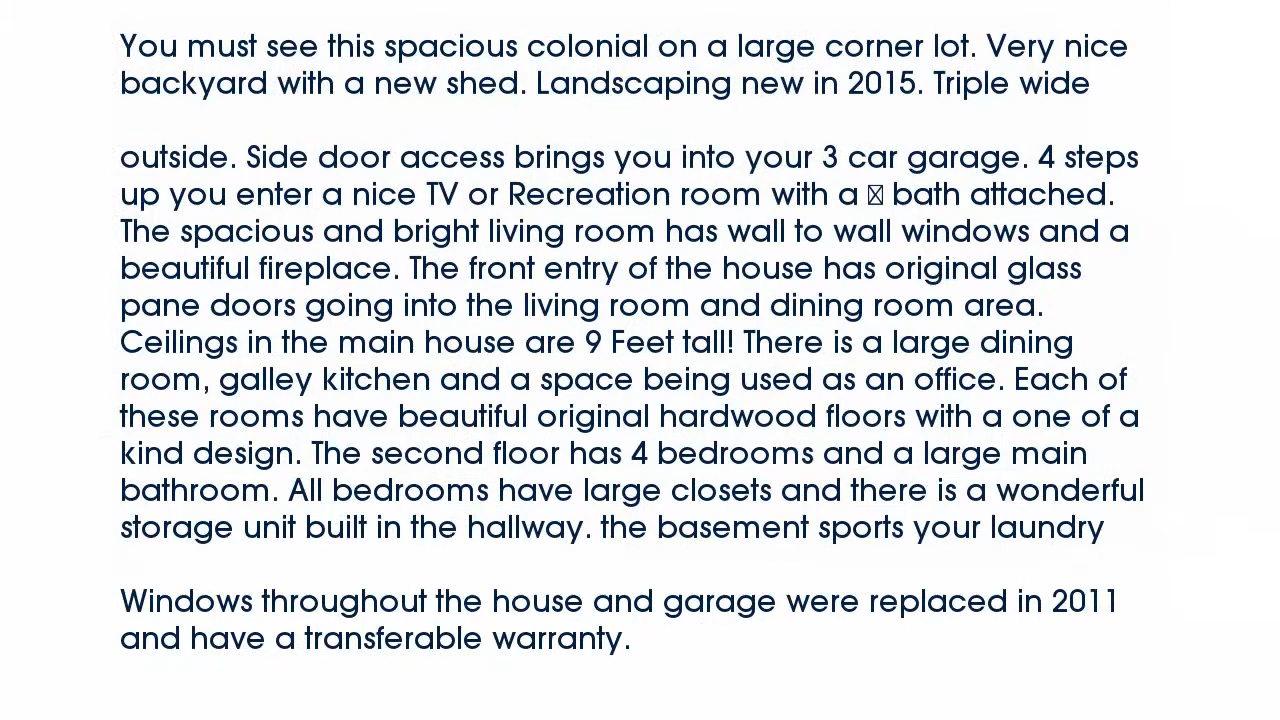 You must see this spacious colonial on a large corner lot. Very nice
backyard with a new shed. Landscaping new in 2015. Triple wide
outside. Side door access brings you into your 3 car garage. 4 steps
up you enter a nice TV or Recreation room with a bath attached.
The spacious and bright living room has wall to wall windows and a
beautiful fireplace. The front entry of the house has original glass
pane doors going into the living room and dining room area.
Ceilings in the main house are 9 Feet tall! There is a large dining
room, galley kitchen and a space being used as an office. Each of
these rooms have beautiful original hardwood floors with a one of a
kind design. The second floor has 4 bedrooms and a large main
bathroom. All bedrooms have large closets and there is a wonderful
storage unit built in the hallway. the basement sports your laundry
Windows throughout the house and garage were replaced in 2011
and have a transferable warranty.